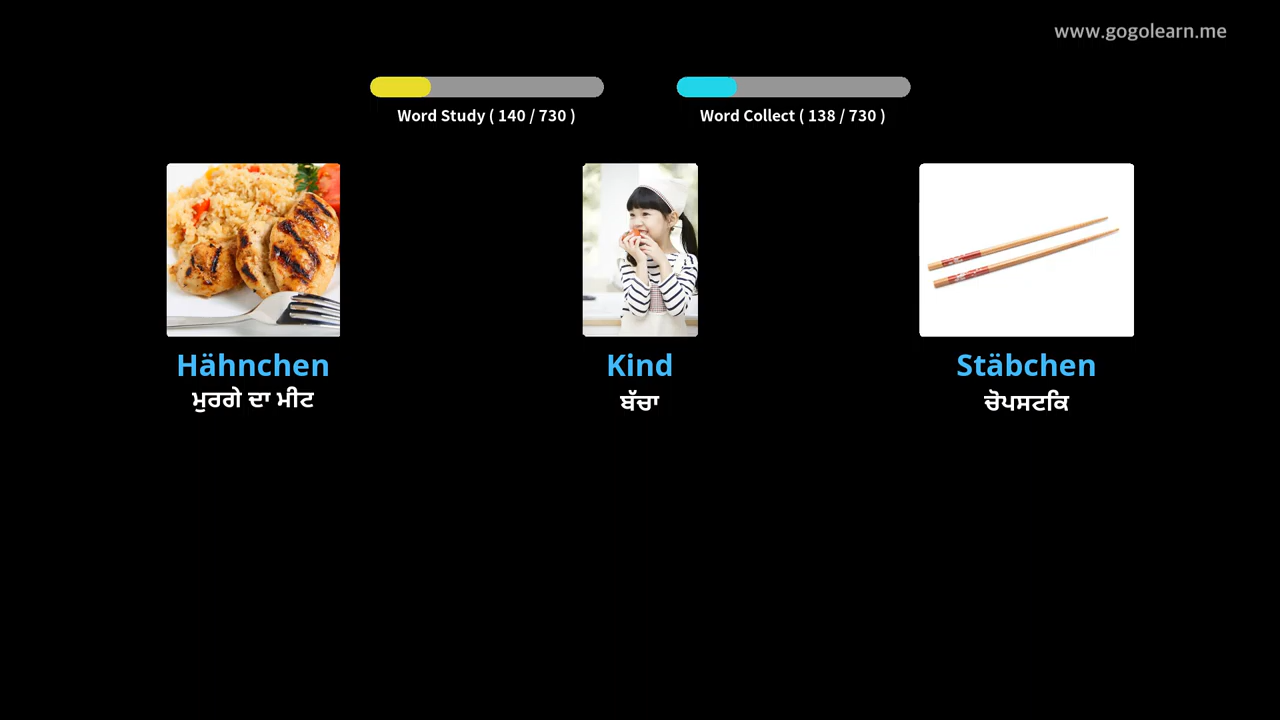 www.gogolearn.me
Word Study ( 140 / 730 )
Word Collect ( 138 / 730 )
Hähnchen
ਮੁਰਗੇ ਦਾ ਮੀਟ
Kind
ਬੱਚਾ
Stäbchen
ਚੋਪਸਟਕਿ